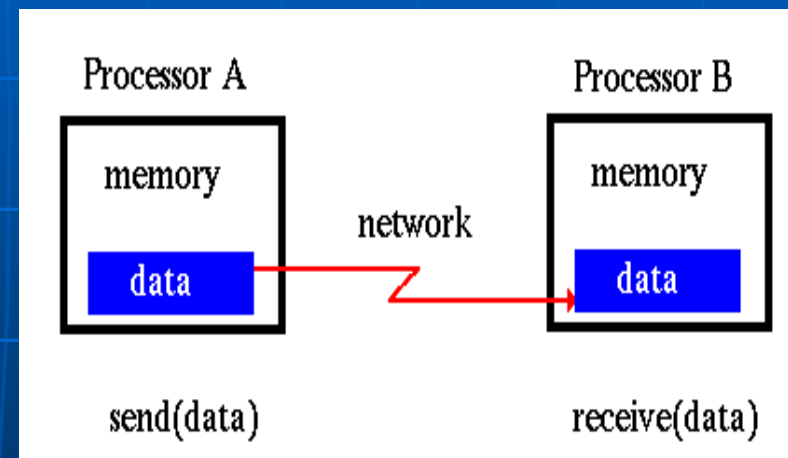 Processor A
Processor B
memory
memory
network
data
data
send(data)
receive(data)